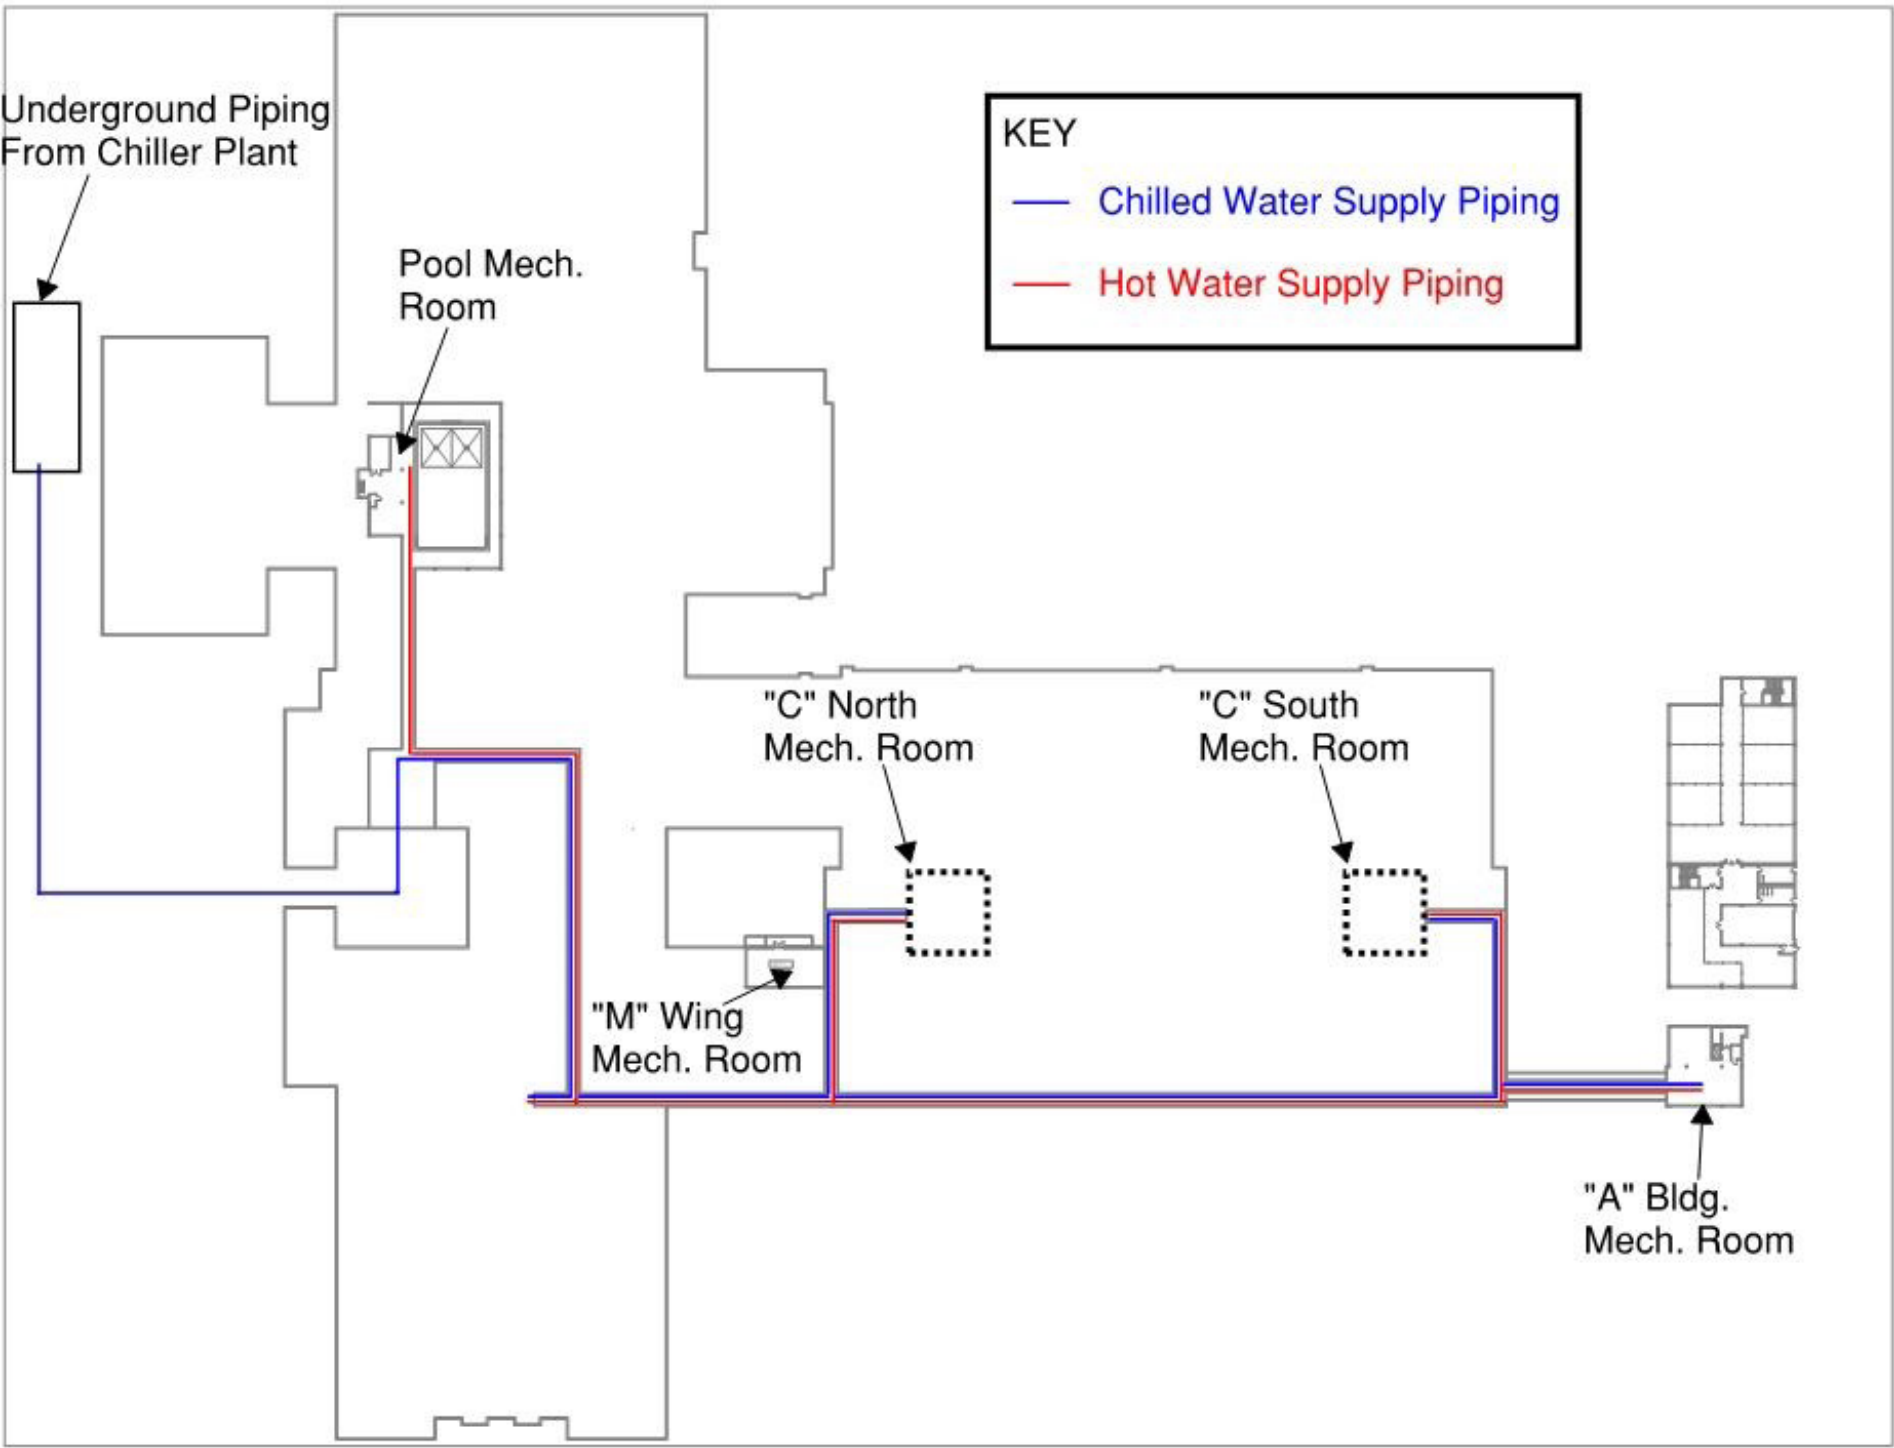 Underground Piping
From Chiller Plant
KEY
Chilled Water Supply Piping
Hot Water Supply Piping
Pool Mech.
Room
"C" North
Mech. Room
"C" South
Mech. Room
"M" Wing
Mech. Room
"A" Bldg.
Mech. Room